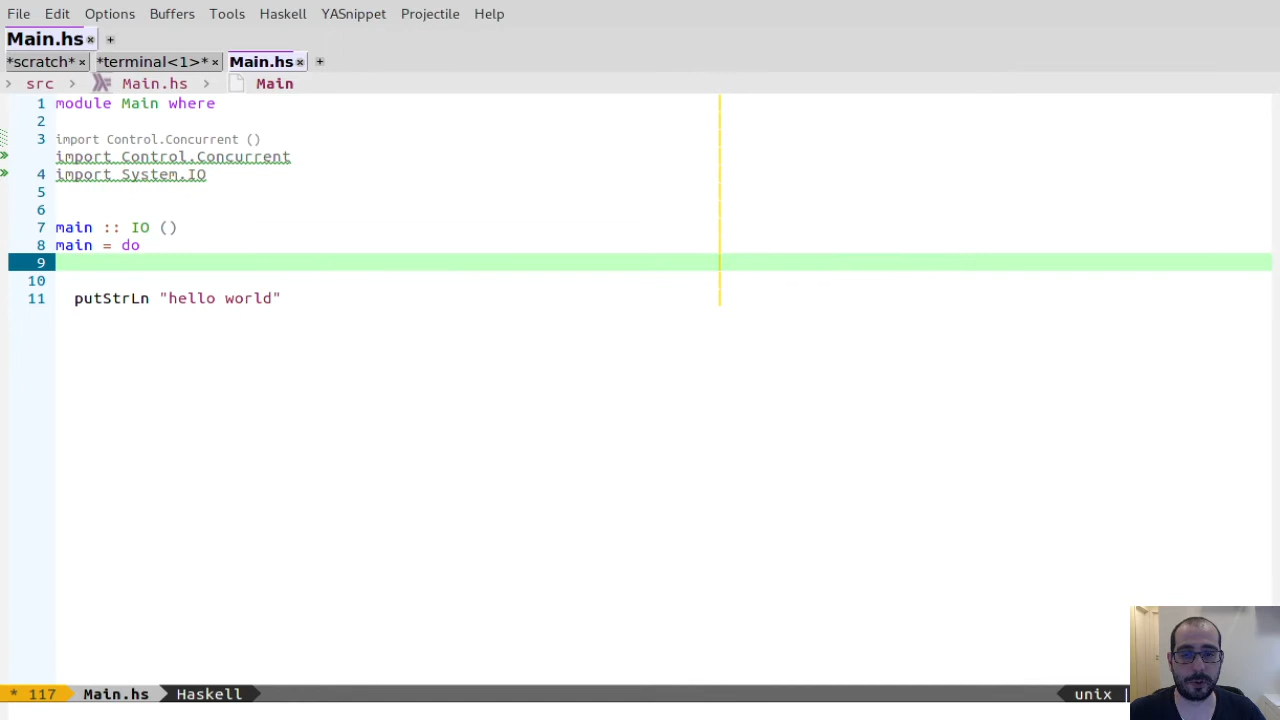 File Edit Options Buffers Tools Haskell YASnippet Projectile Help
Main.hs × +
*scratch* × *terminal<1>* × Main.hs × +
› src › Main.hs › Main
1 module Main where
2
3 import Control.Concurrent ()
import Control.Concurrent
4 import System.IO
5
6
7 main :: IO ()
8 main = do
9
10
11 putStrLn "hello world"
* 117 Main.hs Haskell unix |